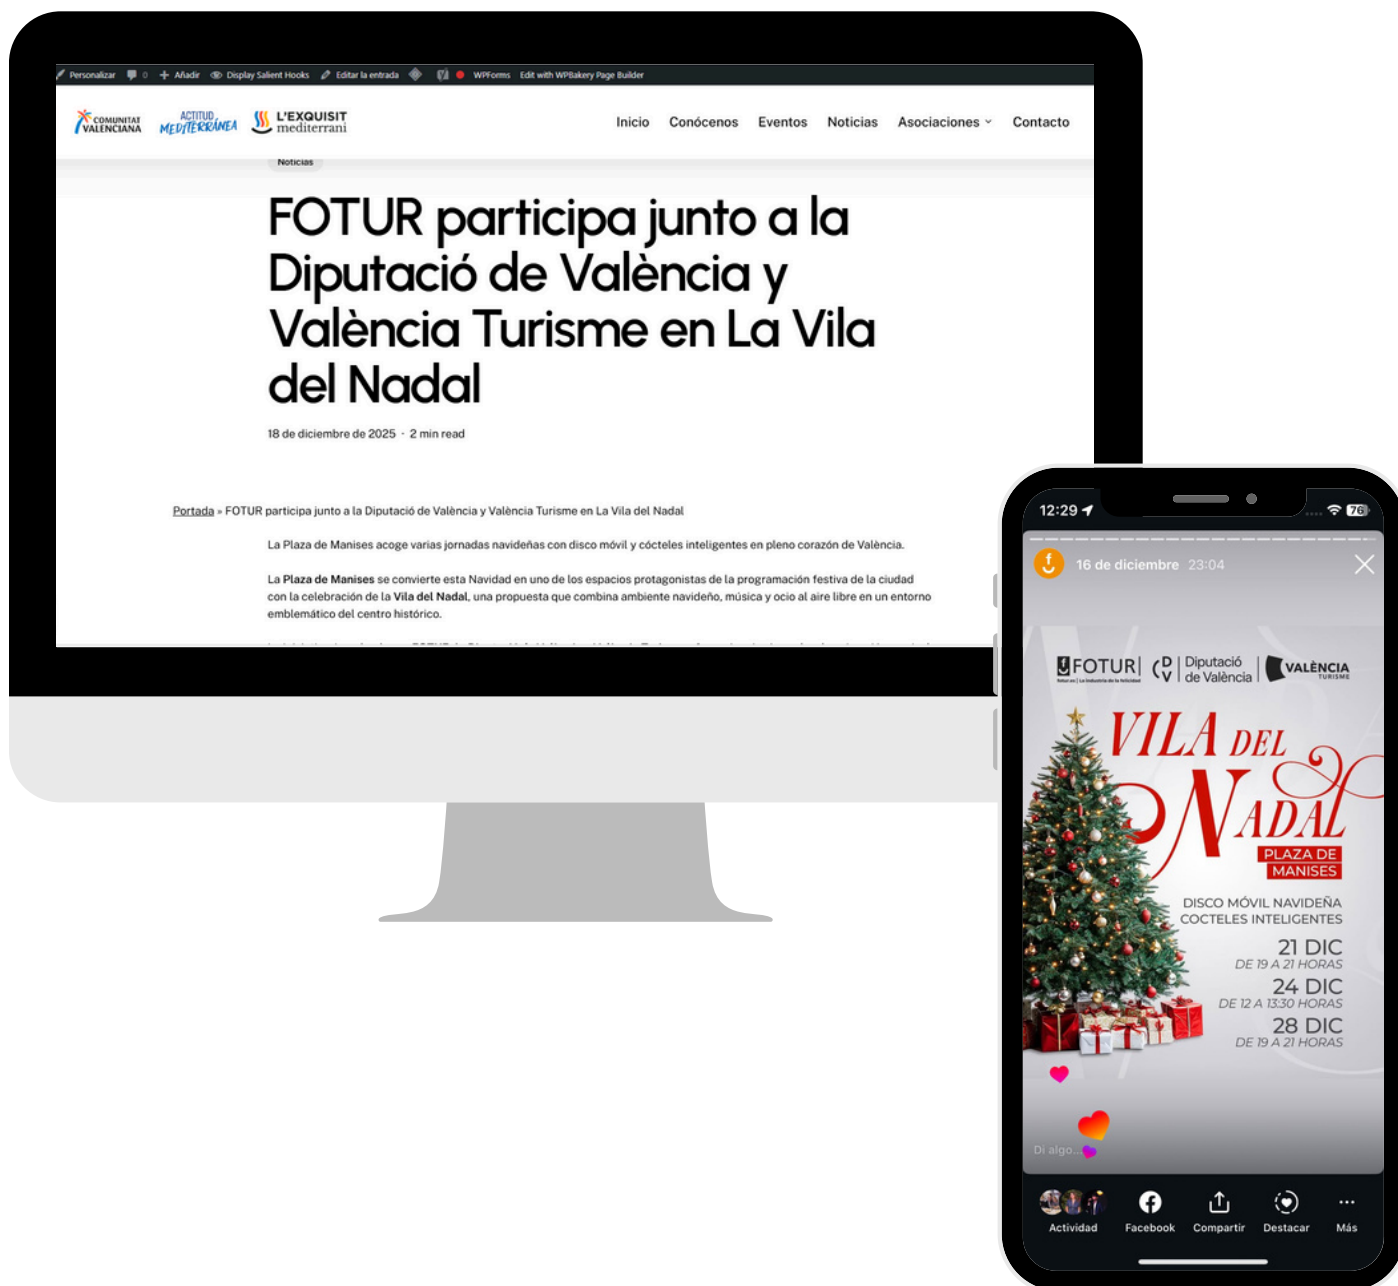 Personalizar 0 Añadir Display Salient Hooks Editar la entrada WPForms Edit with WPBakery Page Builder
COMUNITAT VALENCIANA
ACTITUD MEDITERRÁNEA
L'EXQUISIT mediterrani
Inicio Conócenos Eventos Noticias Asociaciones Contacto
Noticias
FOTUR participa junto a la
Diputació de València y
València Turisme en La Vila
del Nadal
18 de diciembre de 2025 · 2 min read
Portada » FOTUR participa junto a la Diputació de València y València Turisme en La Vila del Nadal
La Plaza de Manises acoge varias jornadas navideñas con disco móvil y cócteles inteligentes en pleno corazón de València.
La Plaza de Manises se convierte esta Navidad en uno de los espacios protagonistas de la programación festiva de la ciudad
con la celebración de la Vila del Nadal, una propuesta que combina ambiente navideño, música y ocio al aire libre en un entorno
emblemático del centro histórico.
12:29
76
16 de diciembre 23:04
FOTUR
fotur.es | La industria de la felicidad
Diputació
de València
VALÈNCIA
TURISME
VILA DEL
NADAL
PLAZA DE
MANISES
DISCO MÓVIL NAVIDEÑA
COCTELES INTELIGENTES
21 DIC
DE 19 A 21 HORAS
24 DIC
DE 12 A 13:30 HORAS
28 DIC
DE 19 A 21 HORAS
Di algo...
Actividad Facebook Compartir Destacar Más